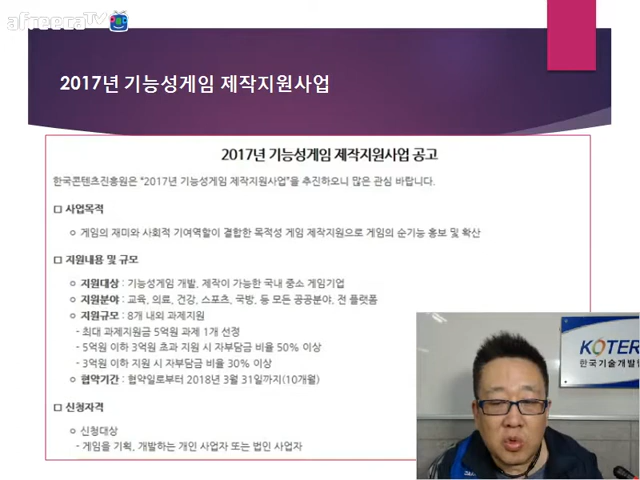 afreecaTV
2017년 기능성게임 제작지원사업
2017년 기능성게임 제작지원사업 공고
한국콘텐츠진흥원은 "2017년 기능성게임 제작지원사업"을 추진하오니 많은 관심 바랍니다.
□ 사업목적
○ 게임의 재미와 사회적 기여역할이 결합한 목적성 게임 제작지원으로 게임의 순기능 홍보 및 확산
□ 지원내용 및 규모
○ 지원대상 : 기능성게임 개발, 제작이 가능한 국내 중소 게임기업
○ 지원분야 : 교육, 의료, 건강, 스포츠, 국방, 등 모든 공공분야, 전 플랫폼
○ 지원규모 : 8개 내외 과제지원
- 최대 과제지원금 5억원 과제 1개 선정
- 5억원 이하 3억원 초과 지원 시 자부담금 비율 50% 이상
- 3억원 이하 지원 시 자부담금 비율 30% 이상
○ 협약기간 : 협약일로부터 2018년 3월 31일까지(10개월)
□ 신청자격
○ 신청대상
- 게임을 기획, 개발하는 개인 사업자 또는 법인 사업자
KOTER
한국기술개발